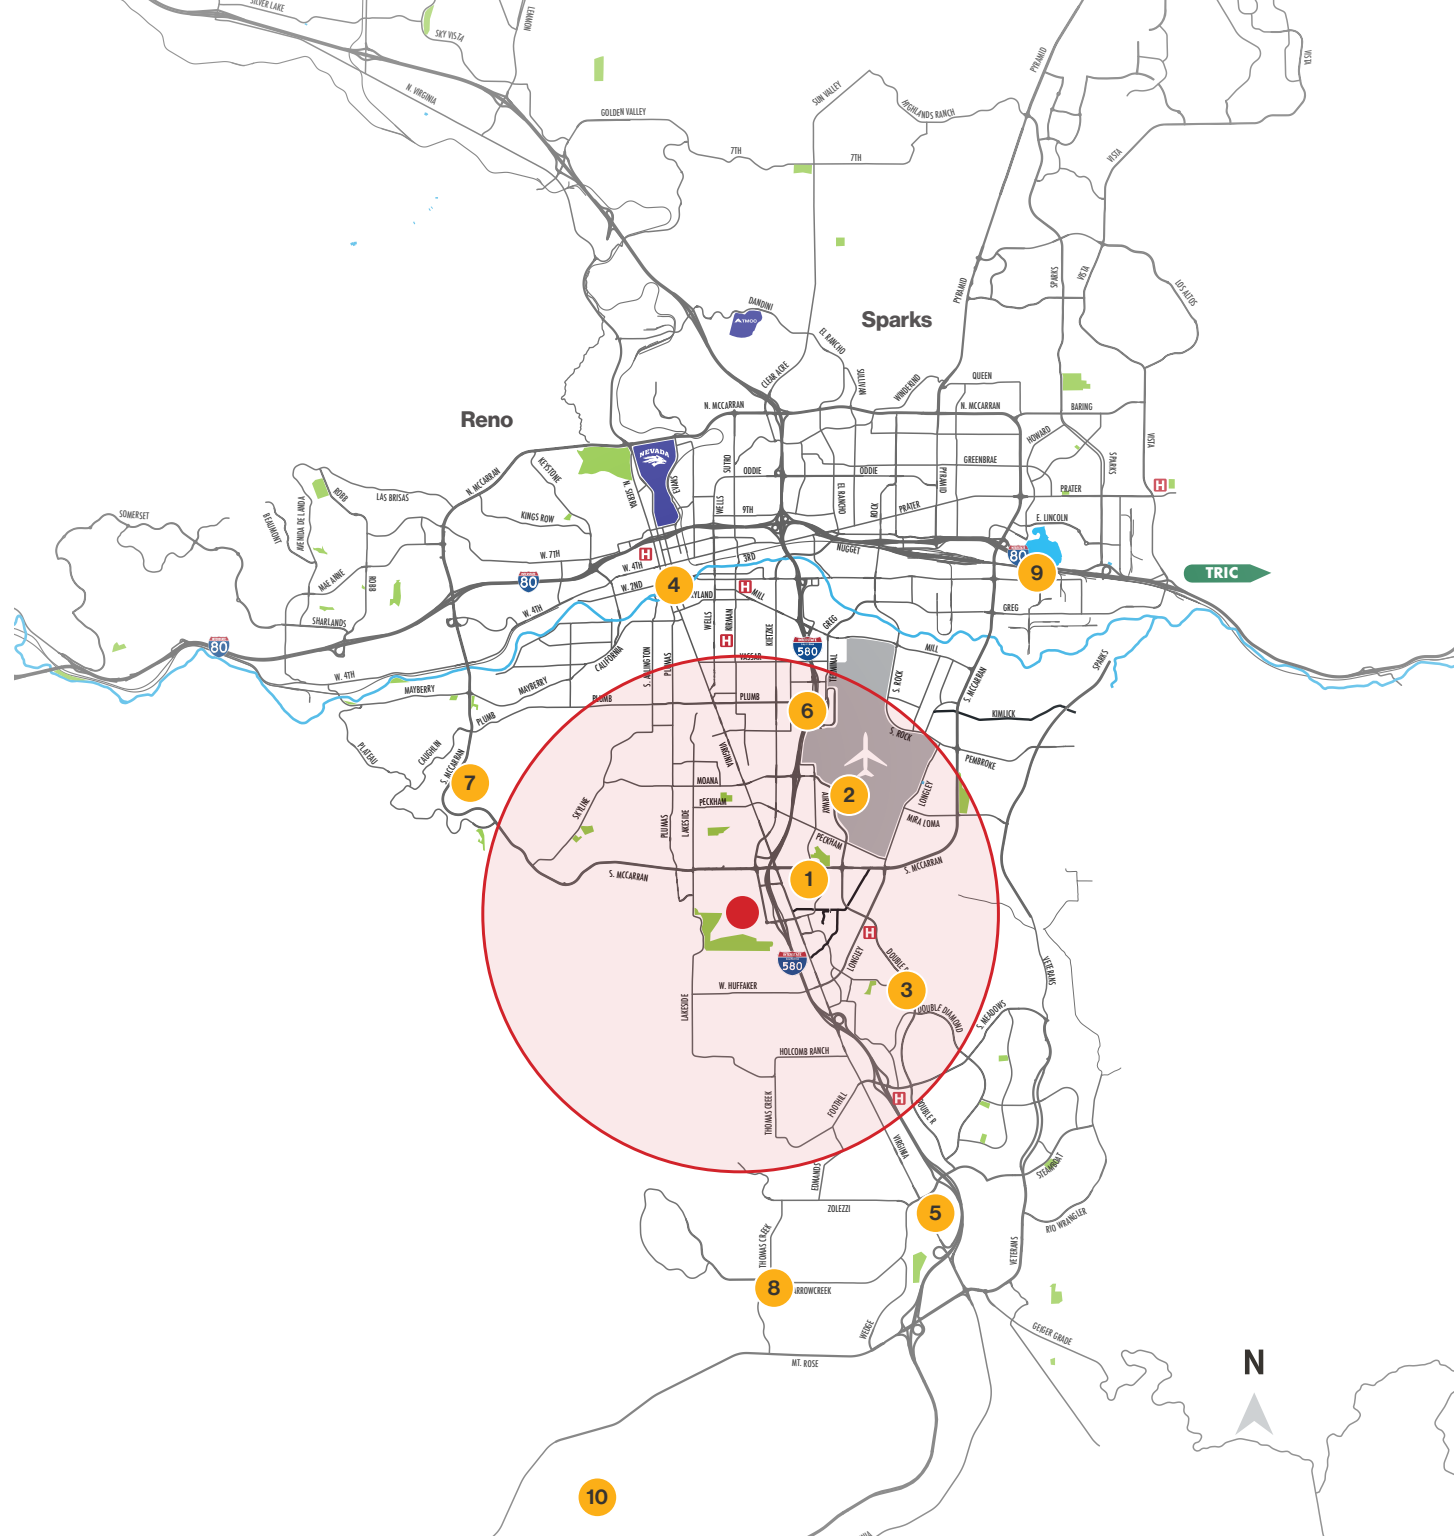 SILVER LAKE
SKY VISTA
LEMMON
N. VIRGINIA
GOLDEN VALLEY
7TH
7TH
SUN VALLEY
HIGHLANDS RANCH
PYRAMID
VISTA
VISTA
PYRAMID
SPARKS
VISTA
LOS ALTOS
DANDINI
TMCC
Sparks
EL RANCHO
CLEAR ACRE
SULLIVAN
WINDEKIND
QUEEN
N. MCCARRAN
N. MCCARRAN
BARING
Reno
HOWARD
VISTA
NEVADA
N. MCCARRAN
KEYSTONE
N. SIERRA
EVANS
SUTRO
ODDIE
ODDIE
GREENBRAE
SPARKS
PYRAMID
H
PRATER
PRATER
ROBB
LAS BRISAS
AVENIDA DE LANDA
BEAUMONT
SOMERSET
KINGS ROW
WELLS
9TH
EL RANCHO
ROCK
E. LINCOLN
W. 7TH
H
3RD
NUGGET
80
9
TRIC
MAE ANNE
ROBB
80
W. 4TH
W. 2ND
4
RYLAND
H
MILL
GREG
GREG
W. 4TH
SHARLANDS
WELLS
KIRMAN
KIETZKE
H
580
MILL
80
CALIFORNIA
S. ARLINGTON
PLUMAS
VASSAR
TERMINAL
S. ROCK
S. MCCARRAN
SPARKS
W. 4TH
MAYBERRY
MAYBERRY
PLUMB
PLUMB
PLUMB
6
KIMLICK
S. ROCK
PLATEAU
CAUGHLIN
S. MCCARRAN
7
VIRGINIA
PEMBROKE
MOANA
PECKHAM
AIRWAY
2
LONGLEY
SKYLINE
PLUMAS
LAKESIDE
MIRA LOMA
PECKHAM
S. MCCARRAN
1
S. MCCARRAN
H
580
LONGLEY
DOUBLE R
3
VETERANS
W. HUFFAKER
LAKESIDE
DOUBLE DIAMOND
S. MEADOWS
HOLCOMB RANCH
THOMAS CREEK
FOOTHILL
H
DOUBLE R
VIRGINIA
STEAMBOAT
EDMANDS
ZOLEZZI
5
RIO WRANGLER
THOMAS CREEK
VETERANS
8
ARROWCREEK
WEDGE
GEIGER GRADE
MT. ROSE
N
10